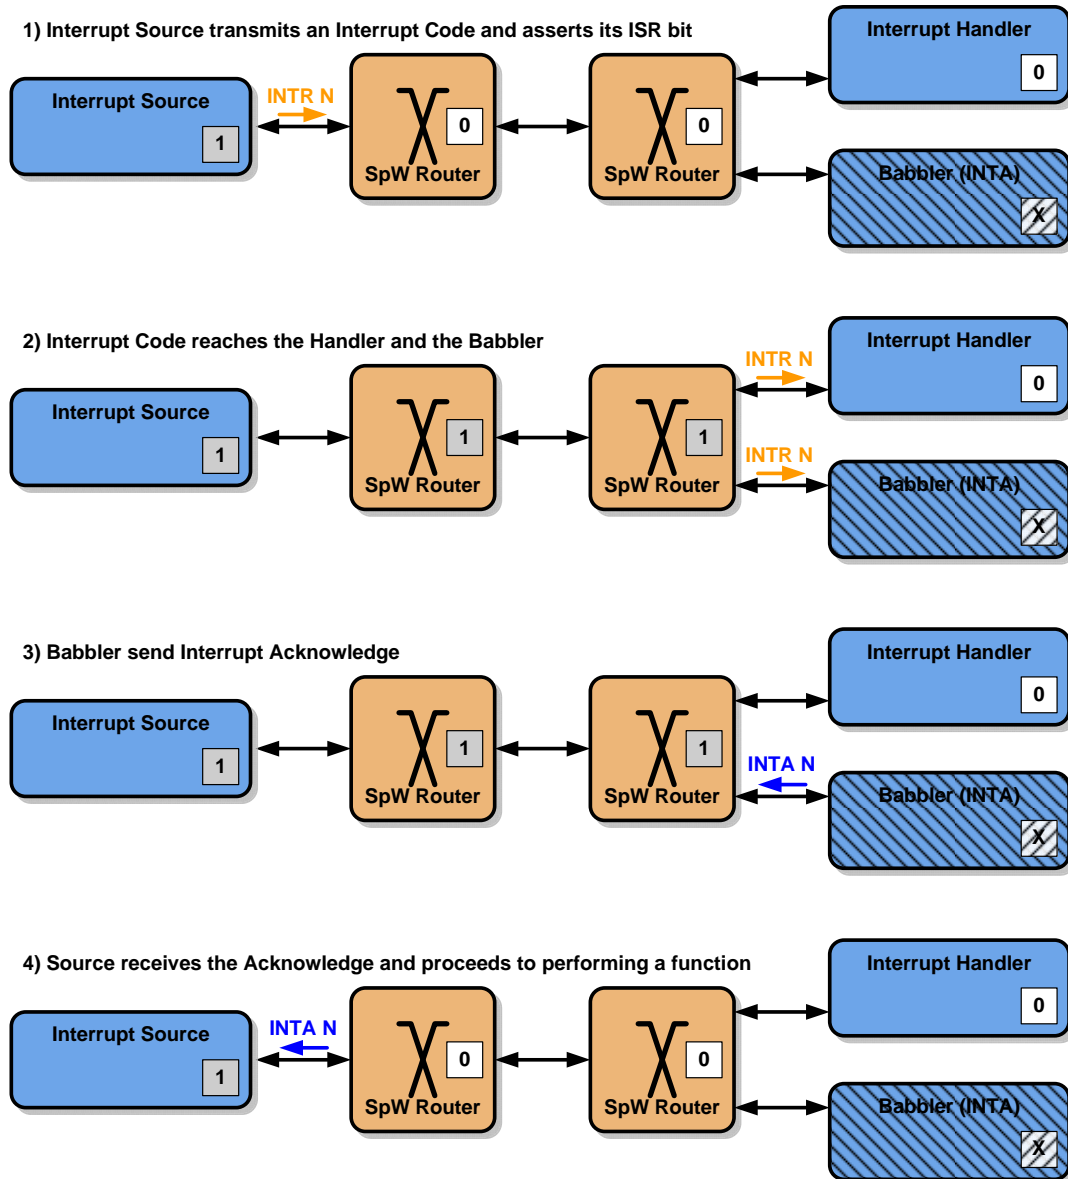 1) Interrupt Source transmits an Interrupt Code and asserts its ISR bit
Interrupt Handler
0
Interrupt Source
1
INTR N
0
SpW Router
0
SpW Router
Babbler (INTA)
X
2) Interrupt Code reaches the Handler and the Babbler
Interrupt Handler
0
INTR N
Interrupt Source
1
1
SpW Router
1
SpW Router
INTR N
Babbler (INTA)
X
3) Babbler send Interrupt Acknowledge
Interrupt Handler
0
Interrupt Source
1
1
SpW Router
1
SpW Router
INTA N
Babbler (INTA)
X
4) Source receives the Acknowledge and proceeds to performing a function
Interrupt Handler
0
Interrupt Source
1
INTA N
0
SpW Router
0
SpW Router
Babbler (INTA)
X